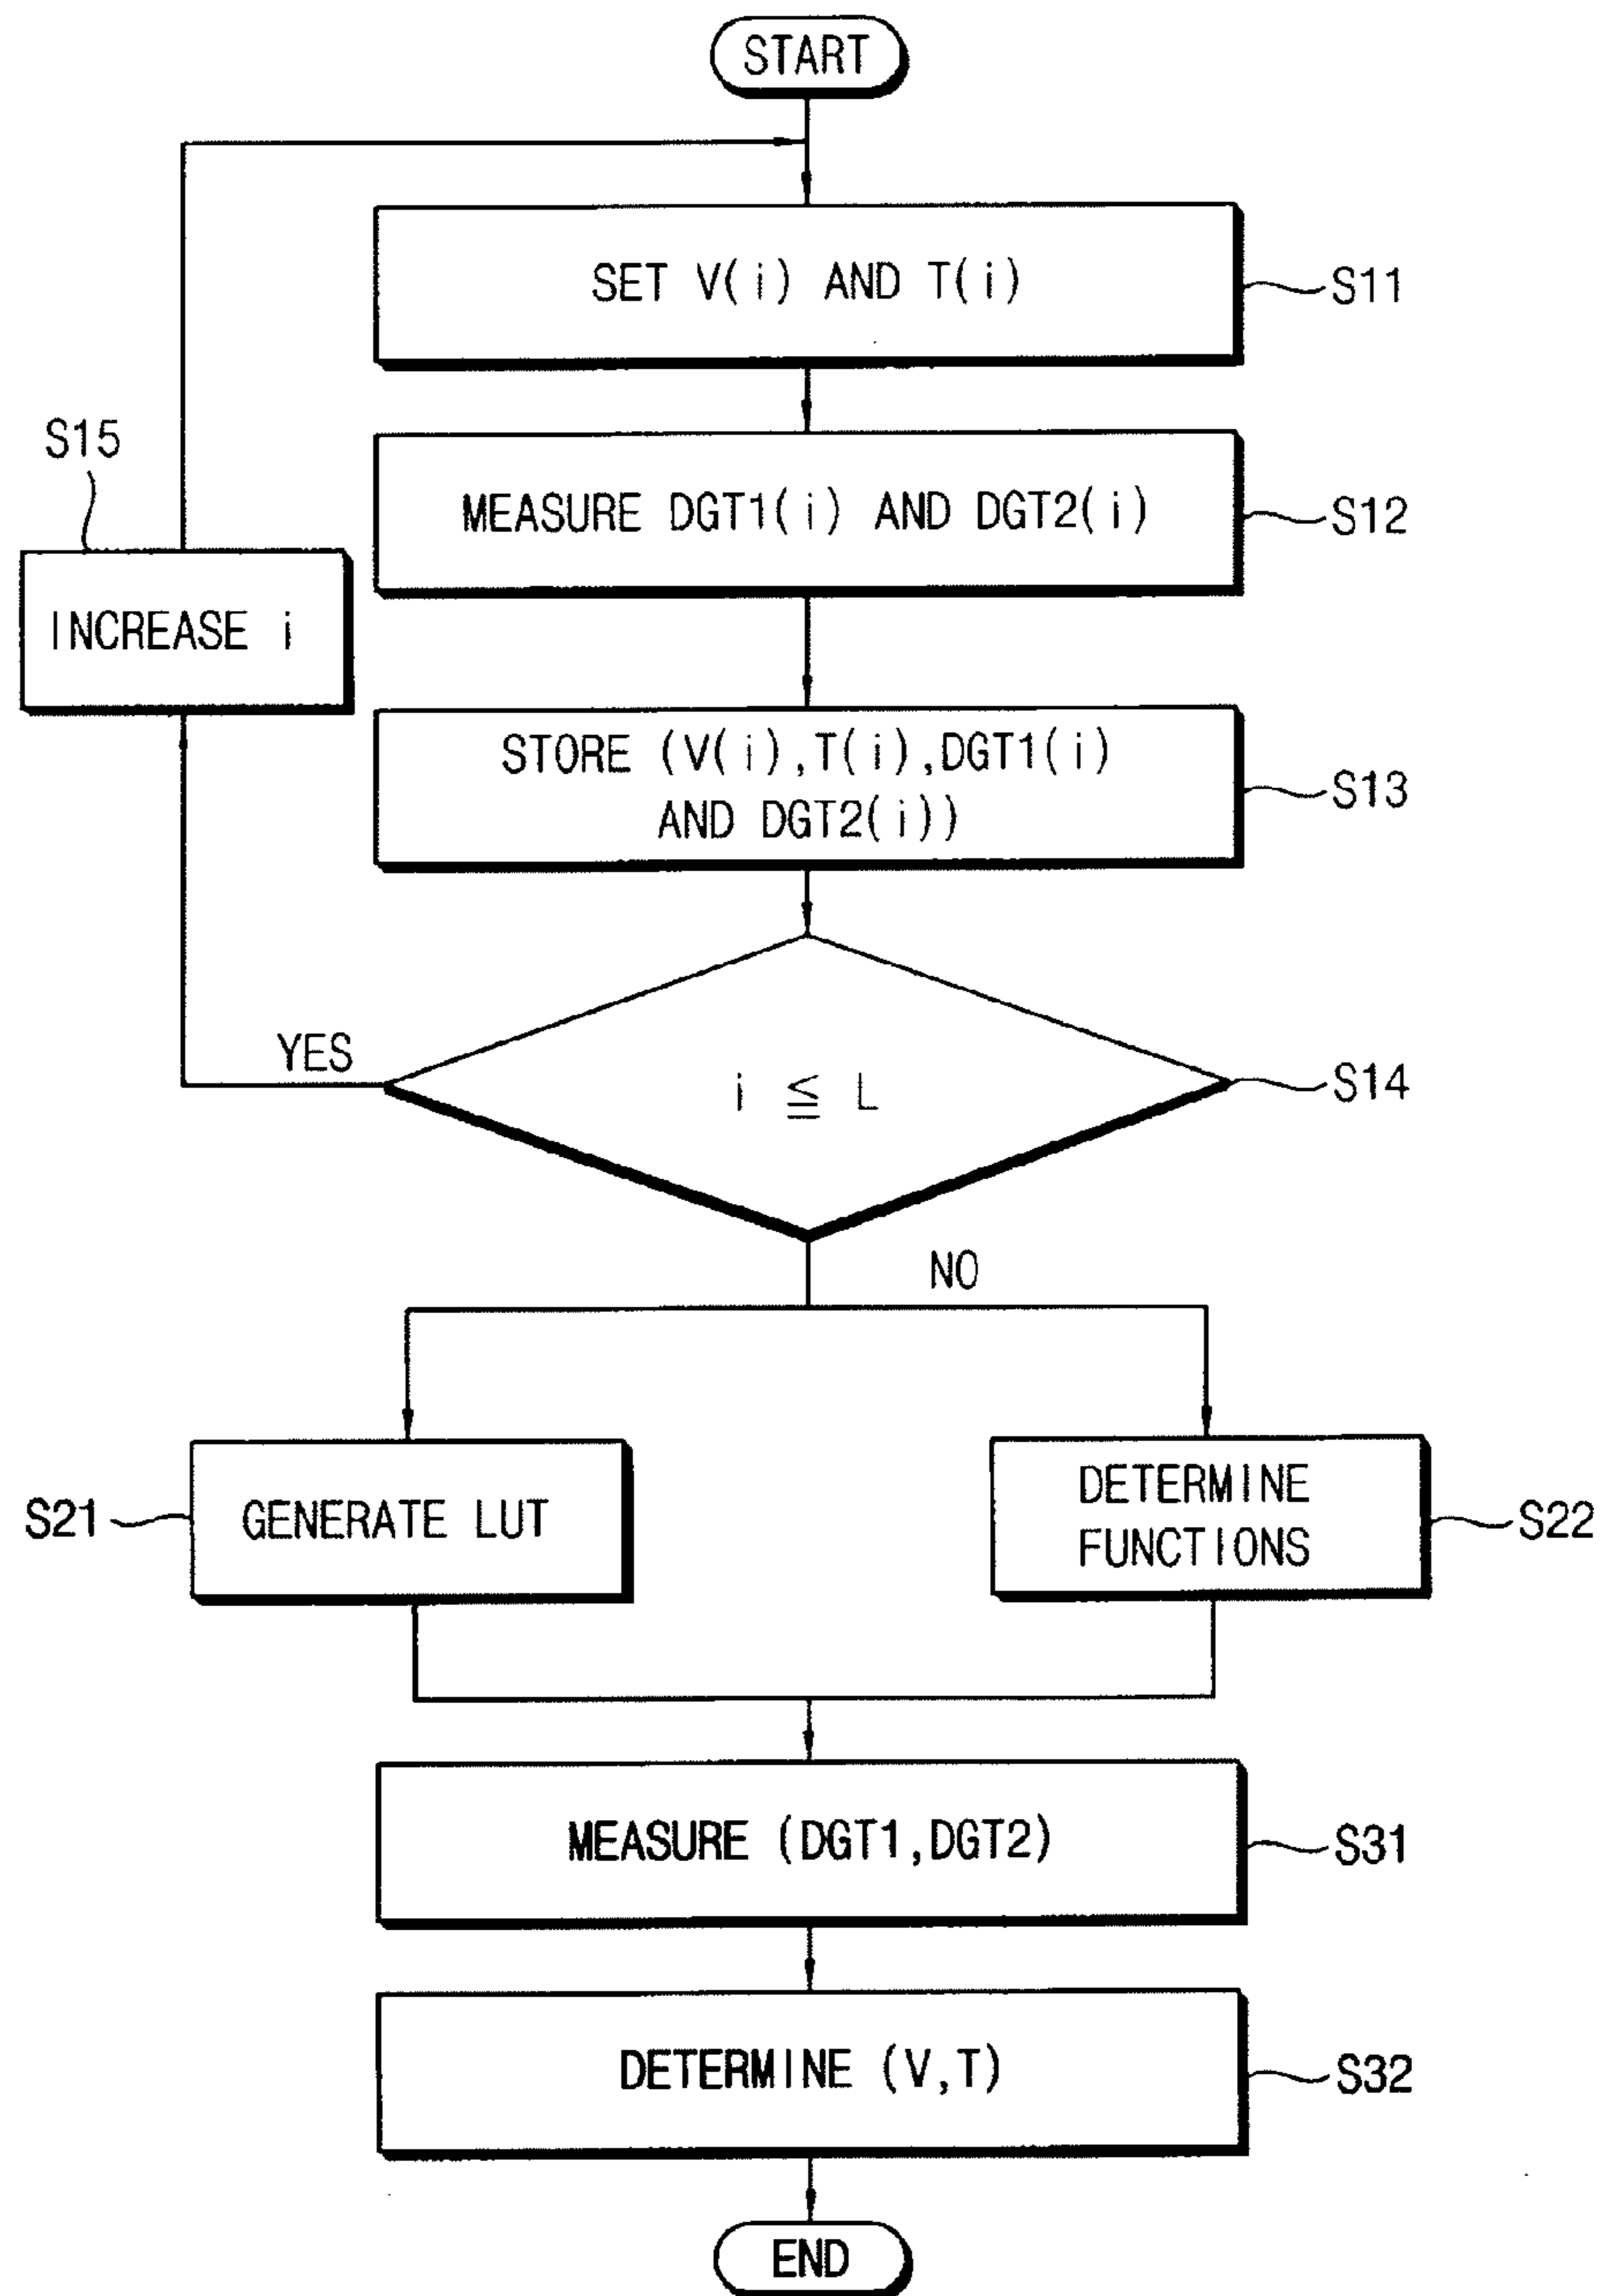 START
SET V(i) AND T(i)
S11
S15
MEASURE DGT1(i) AND DGT2(i)
S12
INCREASE i
STORE (V(i),T(i),DGT1(i)
AND DGT2(i))
S13
YES
i ≦ L
S14
NO
S21
GENERATE LUT
DETERMINE
FUNCTIONS
S22
MEASURE (DGT1,DGT2)
S31
DETERMINE (V,T)
S32
END